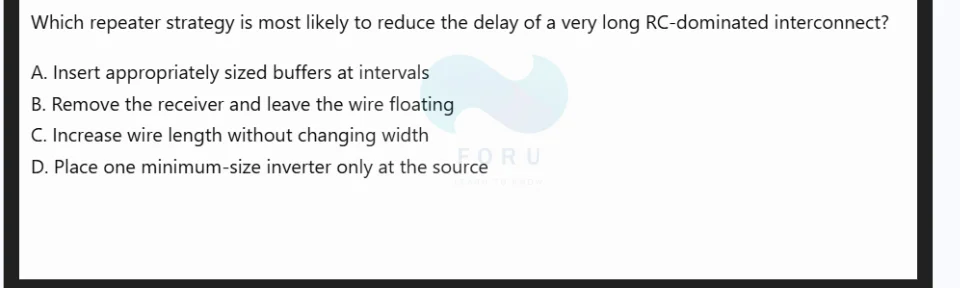 Which repeater strategy is most likely to reduce the delay of a very long RC-dominated interconnect?
A. Insert appropriately sized buffers at intervals
B. Remove the receiver and leave the wire floating
C. Increase wire length without changing width
D. Place one minimum-size inverter only at the source
FORU